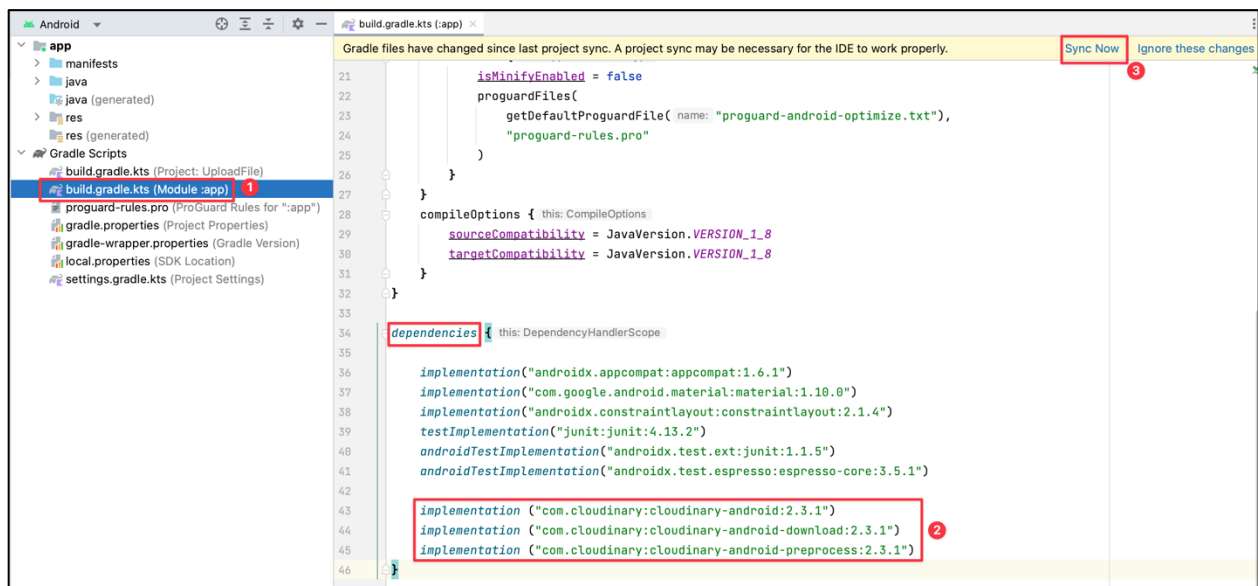 Android
build.gradle.kts (:app)
app
manifests
java
java (generated)
res
res (generated)
Gradle Scripts
build.gradle.kts (Project: UploadFile)
build.gradle.kts (Module :app)
1
proguard-rules.pro (ProGuard Rules for ":app")
gradle.properties (Project Properties)
gradle-wrapper.properties (Gradle Version)
local.properties (SDK Location)
settings.gradle.kts (Project Settings)
Gradle files have changed since last project sync. A project sync may be necessary for the IDE to work properly.
Sync Now
Ignore these changes
3
21 isMinifyEnabled = false
22 proguardFiles(
23 getDefaultProguardFile( name: "proguard-android-optimize.txt"),
24 "proguard-rules.pro"
25 )
26 }
27 }
28 compileOptions { this: CompileOptions
29 sourceCompatibility = JavaVersion.VERSION_1_8
30 targetCompatibility = JavaVersion.VERSION_1_8
31 }
32 }
33
34 dependencies { this: DependencyHandlerScope
35
36 implementation("androidx.appcompat:appcompat:1.6.1")
37 implementation("com.google.android.material:material:1.10.0")
38 implementation("androidx.constraintlayout:constraintlayout:2.1.4")
39 testImplementation("junit:junit:4.13.2")
40 androidTestImplementation("androidx.test.ext:junit:1.1.5")
41 androidTestImplementation("androidx.test.espresso:espresso-core:3.5.1")
42
43 implementation ("com.cloudinary:cloudinary-android:2.3.1")
44 implementation ("com.cloudinary:cloudinary-android-download:2.3.1")
2
45 implementation ("com.cloudinary:cloudinary-android-preprocess:2.3.1")
46 }